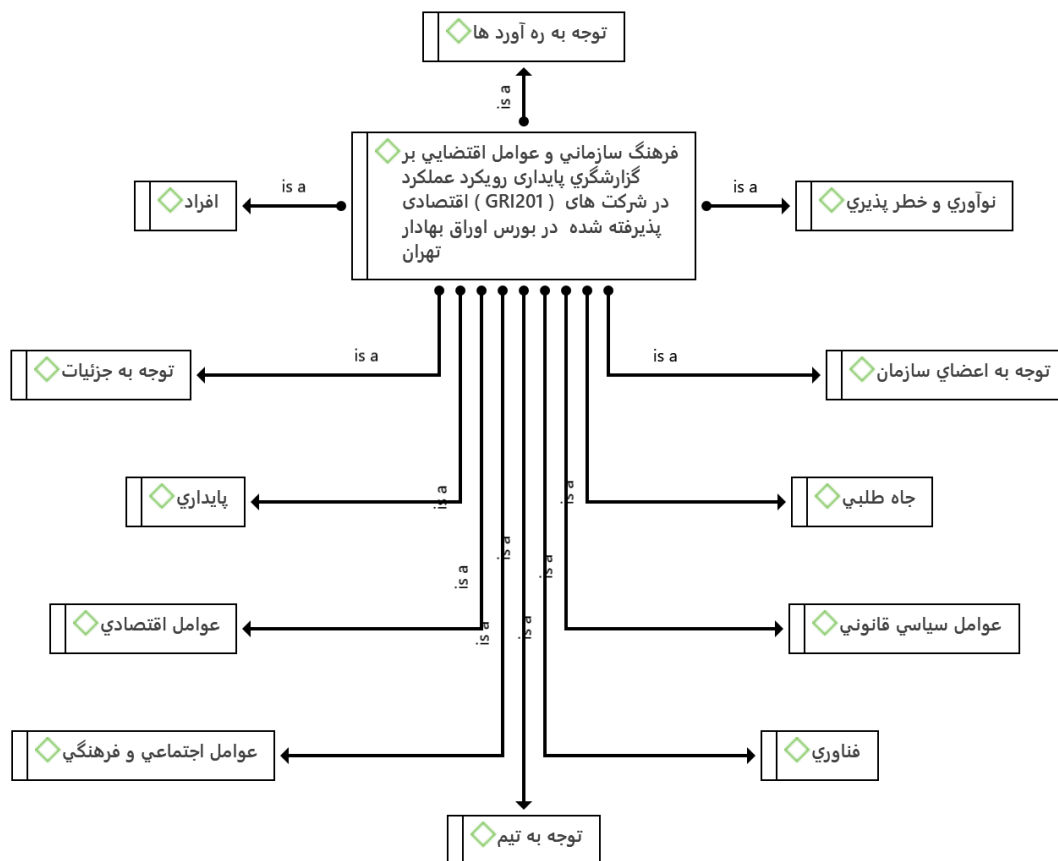 توجه به ره آورد ها
is a
فرهنگ سازماني و عوامل اقتضايي بر
گزارشگري پايداری رويکرد عملکرد
اقتصادی ( GRI201 ) در شرکت های
پذيرفته شده در بورس اوراق بهادار
تهران
نوآوري و خطر پذيري
is a
is a
افراد
توجه به اعضاي سازمان
is a
is a
توجه به جزئيات
جاه طلبي
is a
is a
پايداري
عوامل سياسي قانوني
is a
is a
is a
is a
is a
عوامل اقتصادي
فناوري
عوامل اجتماعي و فرهنگي
توجه به تيم